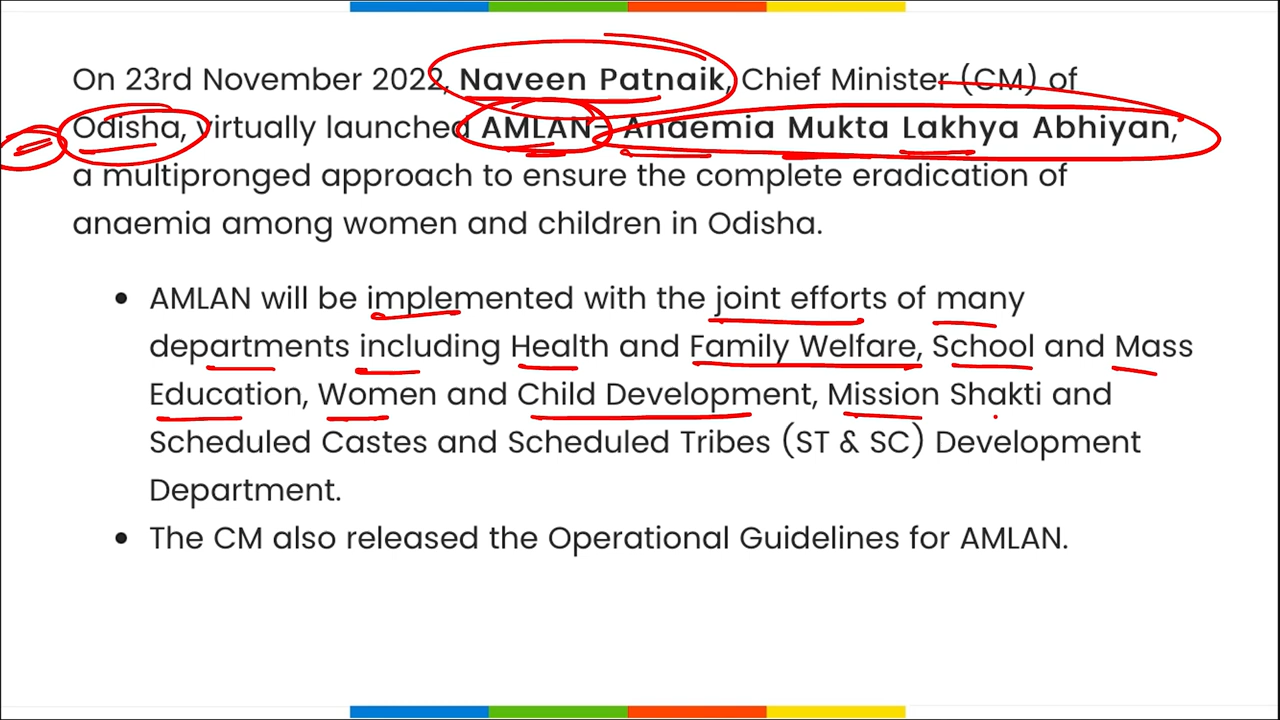 On 23rd November 2022, Naveen Patnaik, Chief Minister (CM) of
Odisha, virtually launched AMLAN- Anaemia Mukta Lakhya Abhiyan,
a multipronged approach to ensure the complete eradication of
anaemia among women and children in Odisha.
• AMLAN will be implemented with the joint efforts of many
departments including Health and Family Welfare, School and Mass
Education, Women and Child Development, Mission Shakti and
Scheduled Castes and Scheduled Tribes (ST & SC) Development
Department.
• The CM also released the Operational Guidelines for AMLAN.